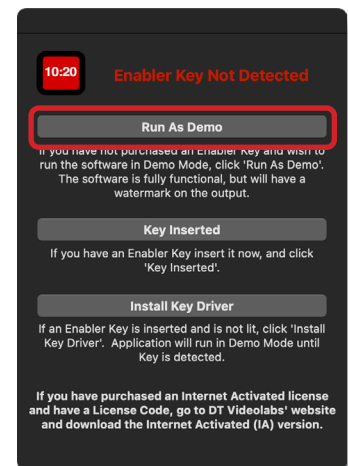 10:20
Enabler Key Not Detected
Run As Demo
If you have not purchased an Enabler Key and wish to
run the software in Demo Mode, click 'Run As Demo'.
The software is fully functional, but will have a
watermark on the output.
Key Inserted
If you have an Enabler Key insert it now, and click
'Key Inserted'.
Install Key Driver
If an Enabler Key is inserted and is not lit, click 'Install
Key Driver'. Application will run in Demo Mode until
Key is detected.
If you have purchased an Internet Activated license
and have a License Code, go to DT Videolabs' website
and download the Internet Activated (IA) version.